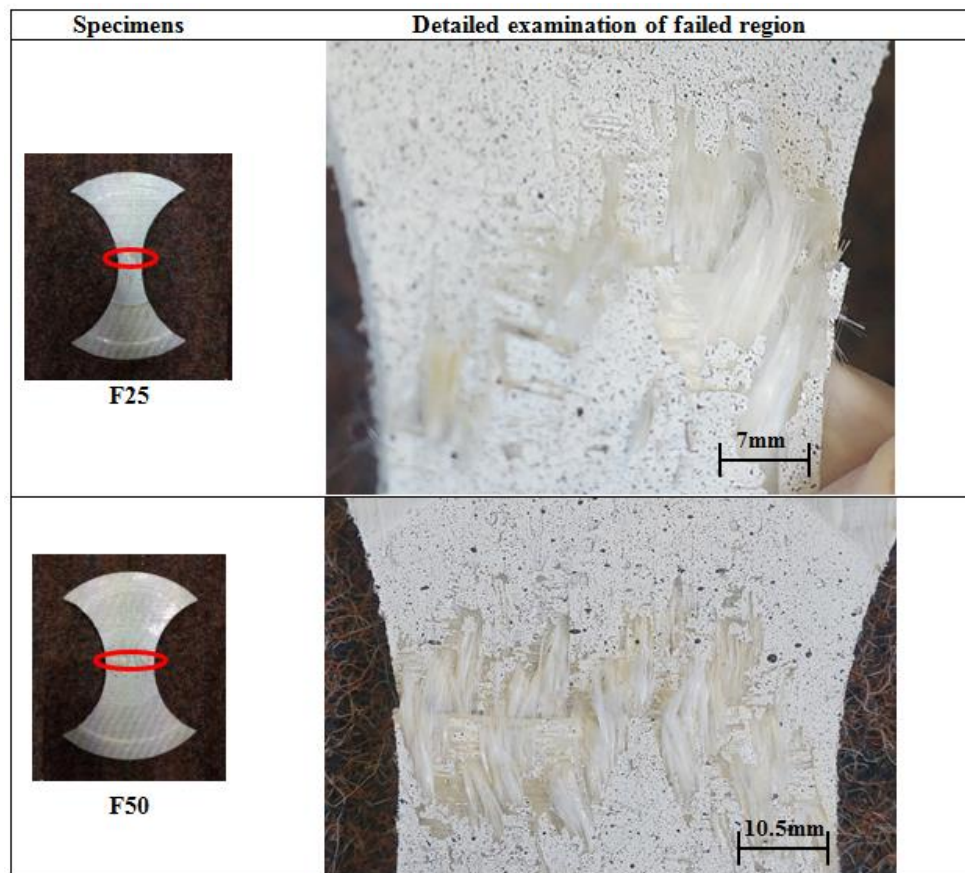 Specimens
Detailed examination of failed region
F25
7mm
F50
10.5mm